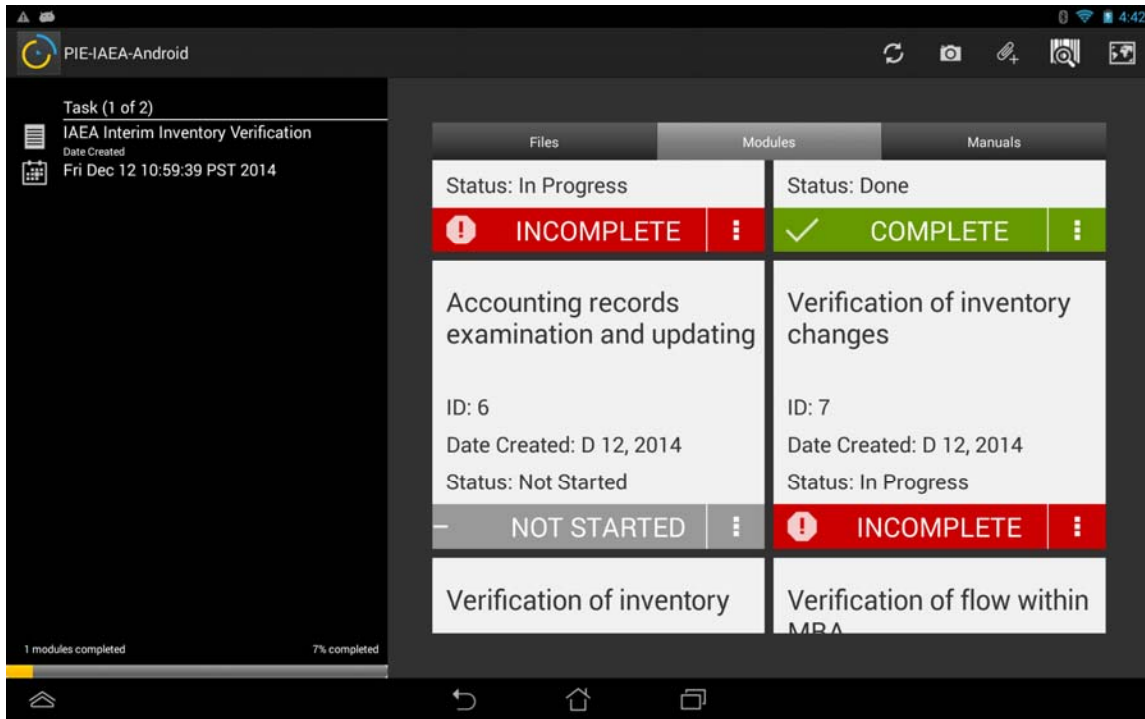 4:42
PIE-IAEA-Android
Task (1 of 2)
IAEA Interim Inventory Verification
Date Created
Fri Dec 12 10:59:39 PST 2014
1 modules completed
7% completed
Files
Modules
Manuals
Status: In Progress
INCOMPLETE
Status: Done
COMPLETE
Accounting records
examination and updating
ID: 6
Date Created: D 12, 2014
Status: Not Started
NOT STARTED
Verification of inventory
changes
ID: 7
Date Created: D 12, 2014
Status: In Progress
INCOMPLETE
Verification of inventory
Verification of flow within
MBA